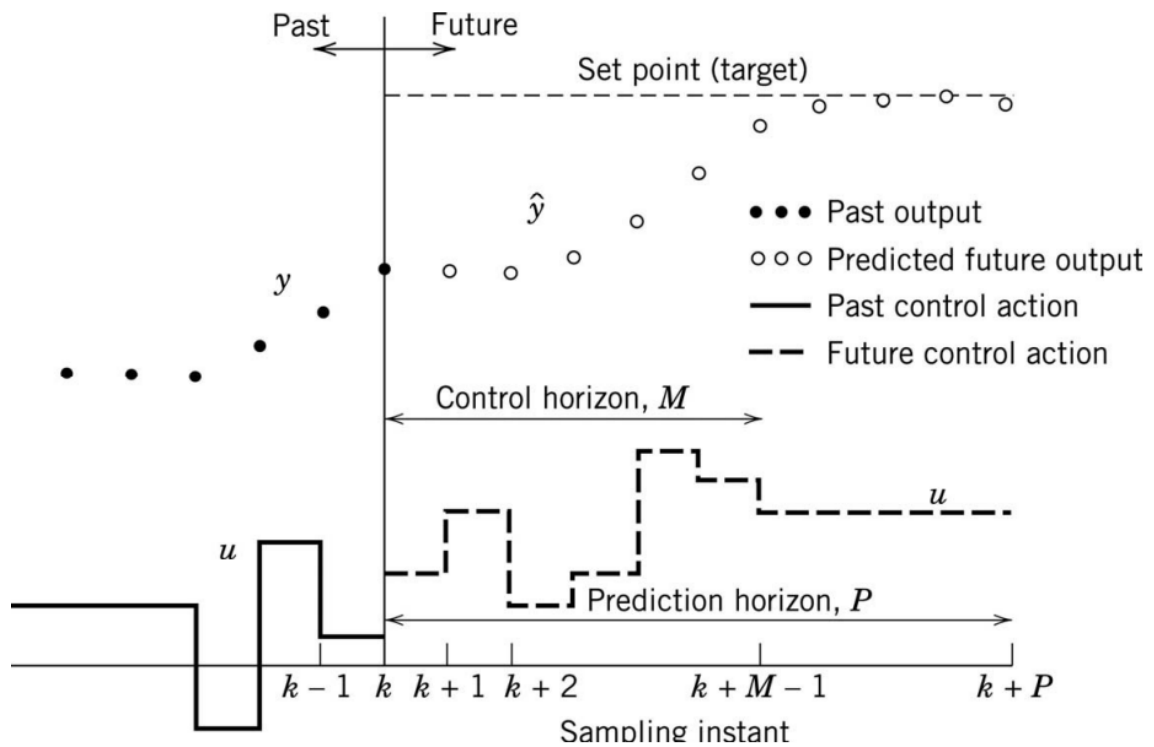 Past
Future
Set point (target)
ŷ
y
Past output
Predicted future output
Past control action
Future control action
Control horizon, M
u
u
Prediction horizon, P
k – 1
k
k + 1
k + 2
k + M – 1
k + P
Sampling instant